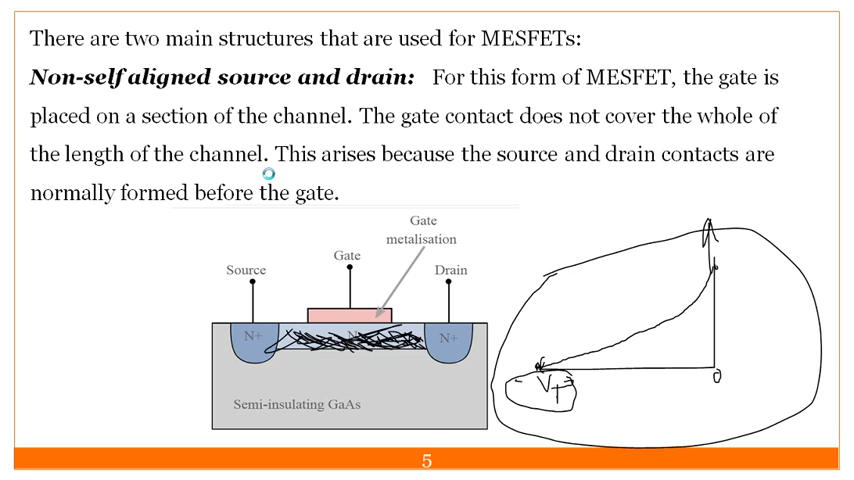 There are two main structures that are used for MESFETs:
Non-self aligned source and drain: For this form of MESFET, the gate is
placed on a section of the channel. The gate contact does not cover the whole of
the length of the channel. This arises because the source and drain contacts are
normally formed before the gate.
Gate
metalisation
Gate
Source
Drain
N+
N+
Semi-insulating GaAs
V_T
0
5